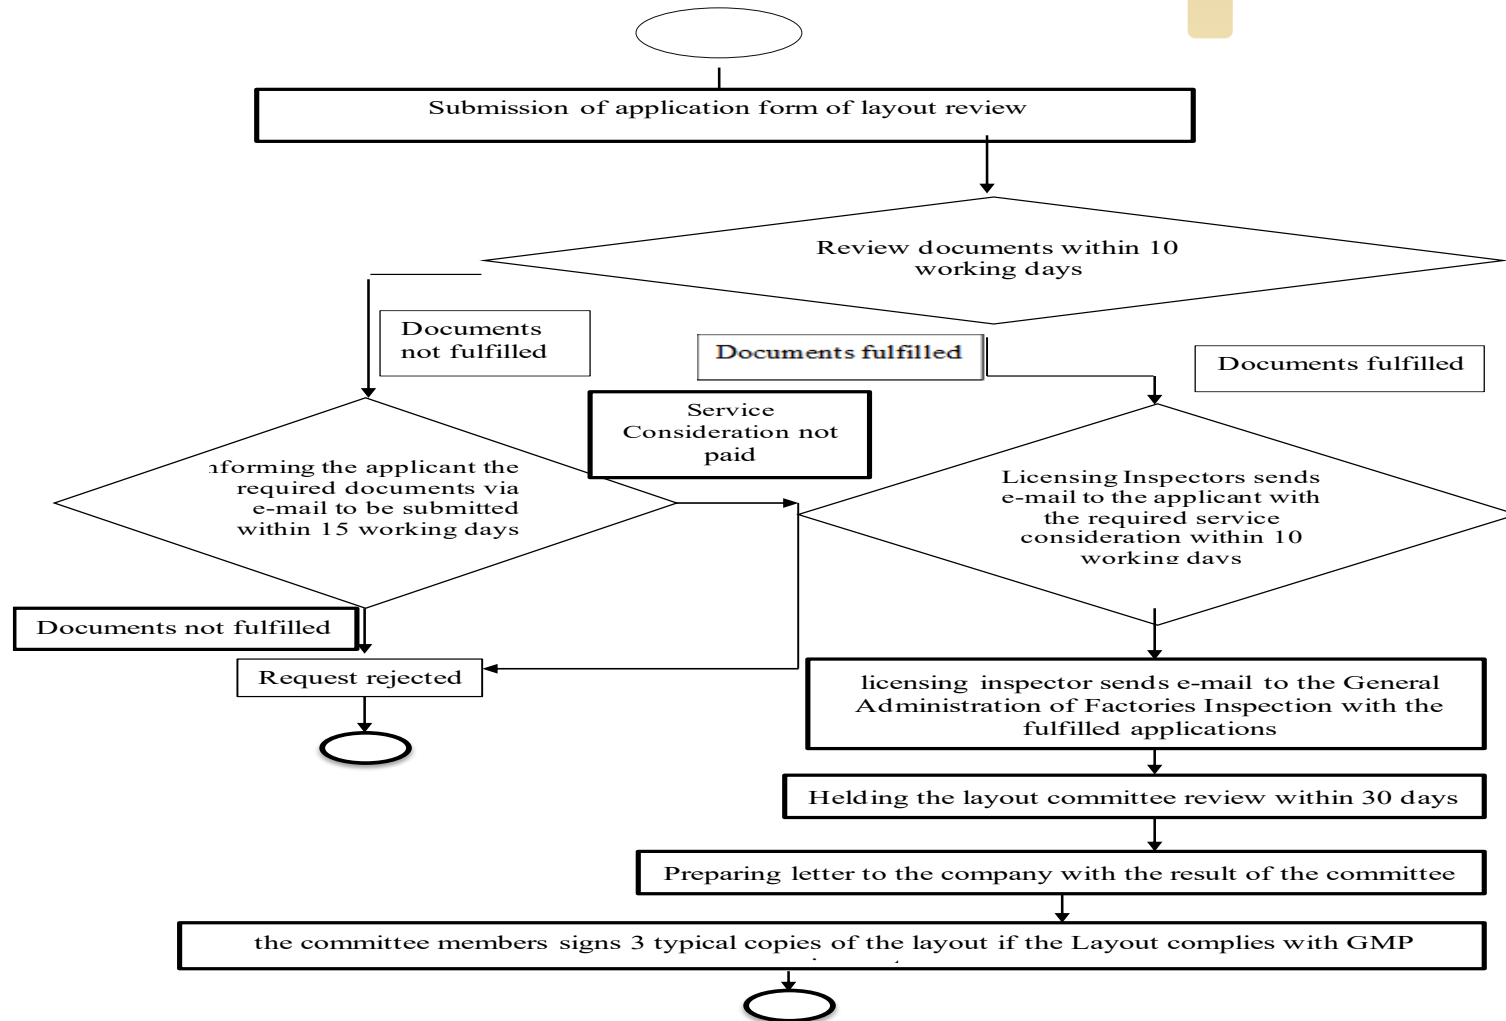 Submission of application form of layout review
Review documents within 10
working days
Documents
not fulfilled
Documents fulfilled
Documents fulfilled
Service
Consideration not
paid
nforming the applicant the
required documents via
e-mail to be submitted
within 15 working days
Licensing Inspectors sends
e-mail to the applicant with
the required service
consideration within 10
working days
Documents not fulfilled
Request rejected
licensing inspector sends e-mail to the General
Administration of Factories Inspection with the
fulfilled applications
Helding the layout committee review within 30 days
Preparing letter to the company with the result of the committee
the committee members signs 3 typical copies of the layout if the Layout complies with GMP